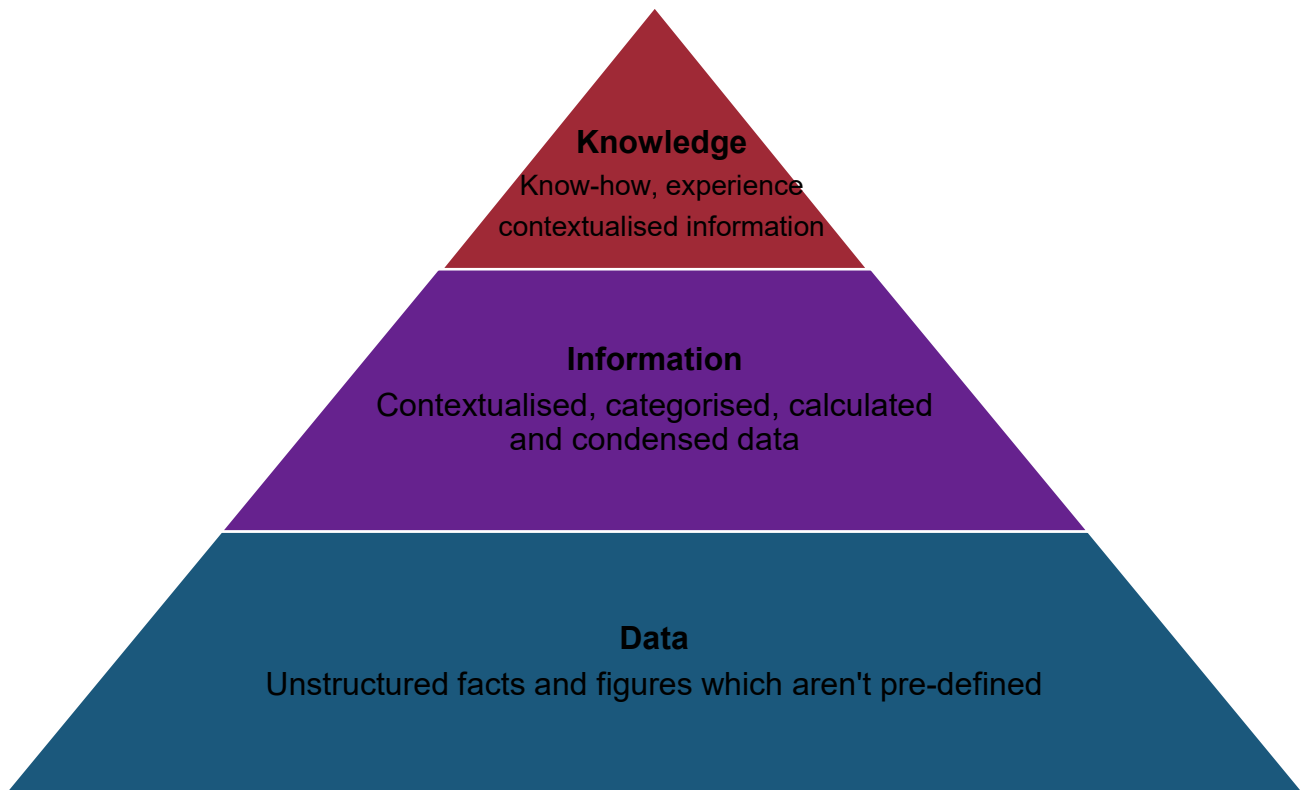 Knowledge
Know-how, experience
contextualised information
Information
Contextualised, categorised, calculated
and condensed data
Data
Unstructured facts and figures which aren't pre-defined